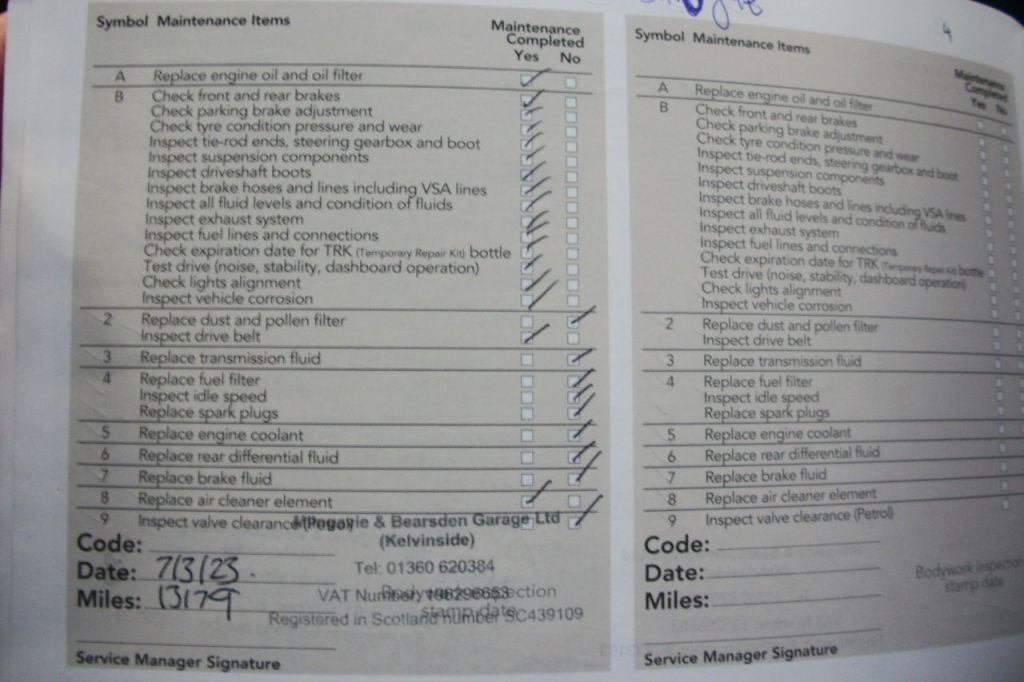 4
Symbol Maintenance Items
Maintenance
Completed
Yes No
A Replace engine oil and oil filter
B Check front and rear brakes
Check parking brake adjustment
Check tyre condition pressure and wear
Inspect tie-rod ends, steering gearbox and boot
Inspect suspension components
Inspect driveshaft boots
Inspect brake hoses and lines including VSA lines
Inspect all fluid levels and condition of fluids
Inspect exhaust system
Inspect fuel lines and connections
Check expiration date for TRK (Temporary Repair Kit) bottle
Test drive (noise, stability, dashboard operation)
Check lights alignment
Inspect vehicle corrosion
2 Replace dust and pollen filter
Inspect drive belt
3 Replace transmission fluid
4 Replace fuel filter
Inspect idle speed
Replace spark plugs
5 Replace engine coolant
6 Replace rear differential fluid
7 Replace brake fluid
8 Replace air cleaner element
9 Inspect valve clearance (Petrol)
& Bearsden Garage Ltd
(Kelvinside)
Code:
Tel: 01360 620384
Date: 7/3/23.
VAT Number 196296653
Bodywork inspection
Miles: 13179
stamp date
Registered in Scotland number SC439109
Service Manager Signature
Symbol Maintenance Items
Maintenance
Completed
Yes No
A Replace engine oil and oil filter
B Check front and rear brakes
Check parking brake adjustment
Check tyre condition pressure and wear
Inspect tie-rod ends, steering gearbox and boot
Inspect suspension components
Inspect driveshaft boots
Inspect brake hoses and lines including VSA lines
Inspect all fluid levels and condition of fluids
Inspect exhaust system
Inspect fuel lines and connections
Check expiration date for TRK (Temporary Repair Kit) bottle
Test drive (noise, stability, dashboard operation)
Check lights alignment
Inspect vehicle corrosion
2 Replace dust and pollen filter
Inspect drive belt
3 Replace transmission fluid
4 Replace fuel filter
Inspect idle speed
Replace spark plugs
5 Replace engine coolant
6 Replace rear differential fluid
7 Replace brake fluid
8 Replace air cleaner element
9 Inspect valve clearance (Petrol)
Code:
Date:
Miles:
Bodywork inspection
stamp date
Service Manager Signature